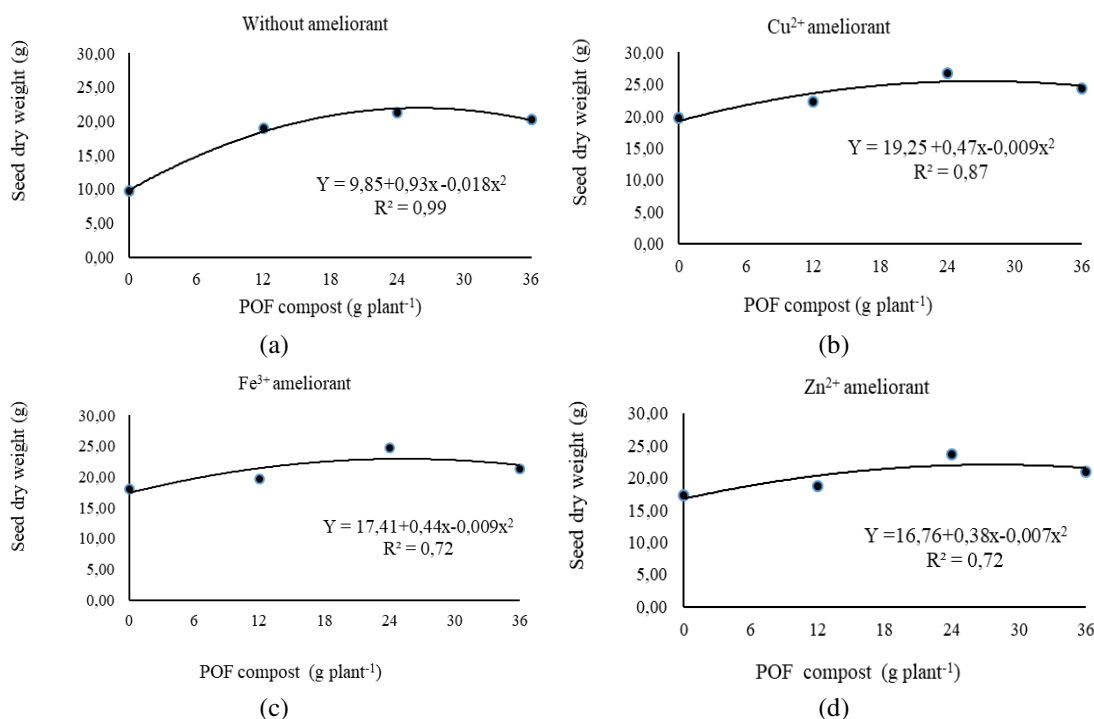 Without ameliorant
Seed dry weight (g)
30,00
25,00
20,00
15,00
10,00
5,00
0,00
Y = 9,85+0,93x-0,018x²
R² = 0,99
0 6 12 18 24 30 36
POF compost (g plant⁻¹)
(a)
Cu²⁺ ameliorant
Seed dry weight (g)
30,00
25,00
20,00
15,00
10,00
5,00
0,00
Y = 19,25 +0,47x-0,009x²
R² = 0,87
0 6 12 18 24 30 36
POF compost (g plant⁻¹)
(b)
Fe³⁺ ameliorant
Seed dry weight (g)
30,00
25,00
20,00
15,00
10,00
5,00
0,00
Y = 17,41+0,44x-0,009x²
R² = 0,72
0 6 12 18 24 30 36
POF compost (g plant⁻¹)
(c)
Zn²⁺ ameliorant
Seed dry weight (g)
30,00
25,00
20,00
15,00
10,00
5,00
0,00
Y =16,76+0,38x-0,007x²
R² = 0,72
0 6 12 18 24 30 36
POF compost (g plant⁻¹)
(d)